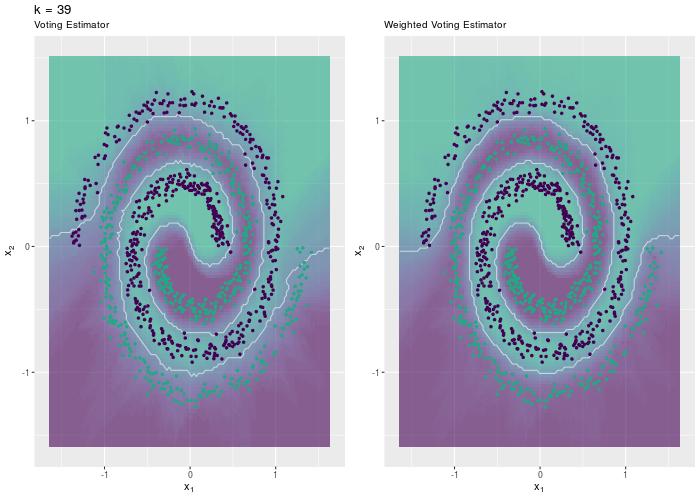 k = 39
Voting Estimator
Weighted Voting Estimator
1
0
-1
x2
-1
0
1
x1
1
0
-1
x2
-1
0
1
x1